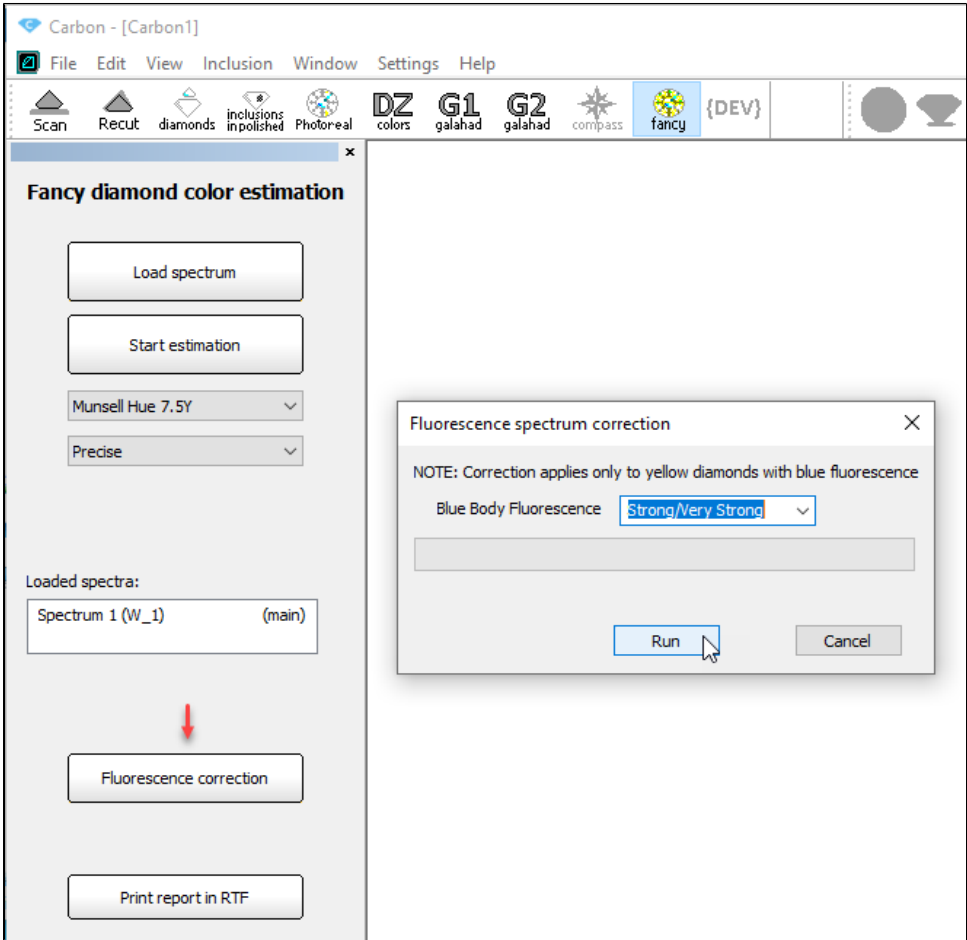 Carbon - [Carbon1]
File Edit View Inclusion Window Settings Help
Scan Recut diamonds inclusions in polished Photoreal DZ colors G1 galahad G2 galahad compass fancy {DEV}
Fancy diamond color estimation
Load spectrum
Start estimation
Munsell Hue 7.5Y
Precise
Loaded spectra:
Spectrum 1 (W_1) (main)
Fluorescence correction
Print report in RTF
Fluorescence spectrum correction
NOTE: Correction applies only to yellow diamonds with blue fluorescence
Blue Body Fluorescence Strong/Very Strong
Run Cancel